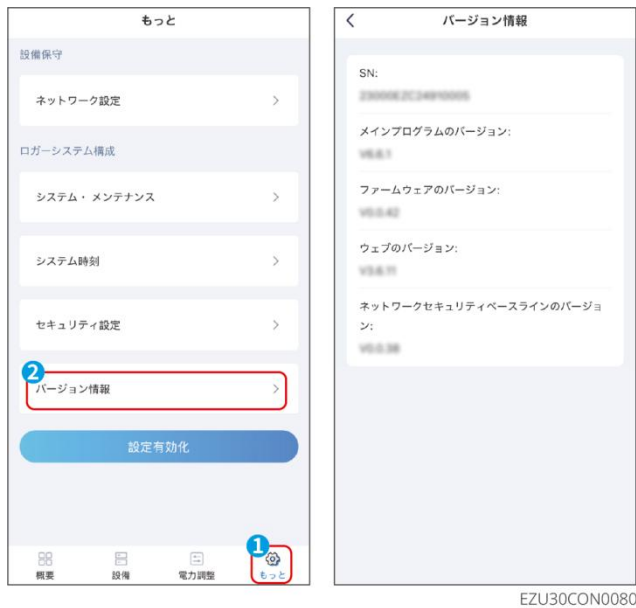 もっと
設備保守
ネットワーク設定
ロガーシステム構成
システム・ メンテナンス
システム時刻
セキュリティ設定
2
バージョン情報
設定有効化
1
概要
設備
電力調整
もっと
バージョン情報
SN:
メインプログラムのバージョン:
ファームウェアのバージョン:
ウェブのバージョン:
ネットワークセキュリティベースラインのバージョ
ン:
EZU30CON0080